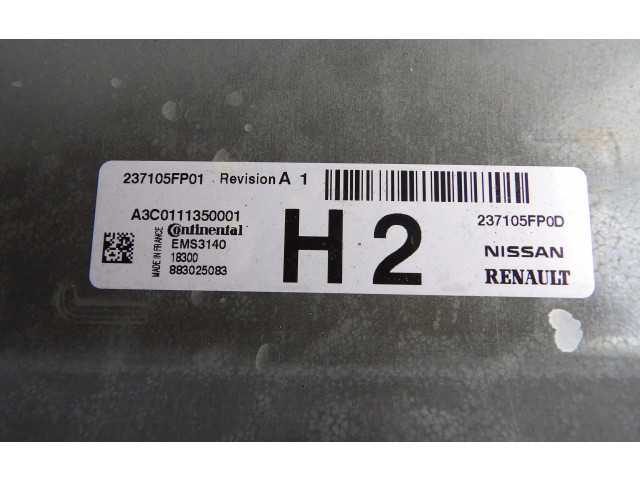 237105FP01 Revision A 1
A3C0111350001
Continental
EMS3140
18300
883025083
MADE IN FRANCE
H2
237105FP0D
NISSAN
RENAULT